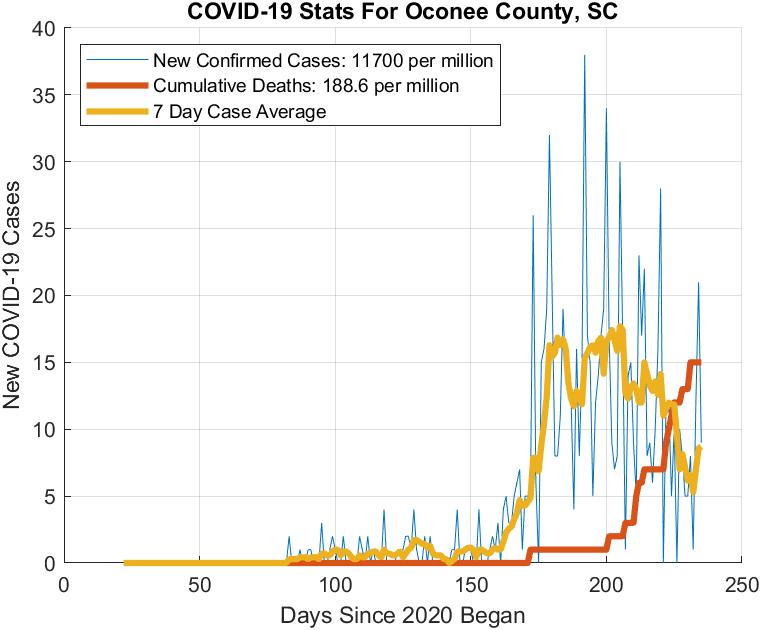 COVID-19 Stats For Oconee County, SC
New Confirmed Cases: 11700 per million
Cumulative Deaths: 188.6 per million
7 Day Case Average
New COVID-19 Cases
40
35
30
25
20
15
10
5
0
0 50 100 150 200 250
Days Since 2020 Began